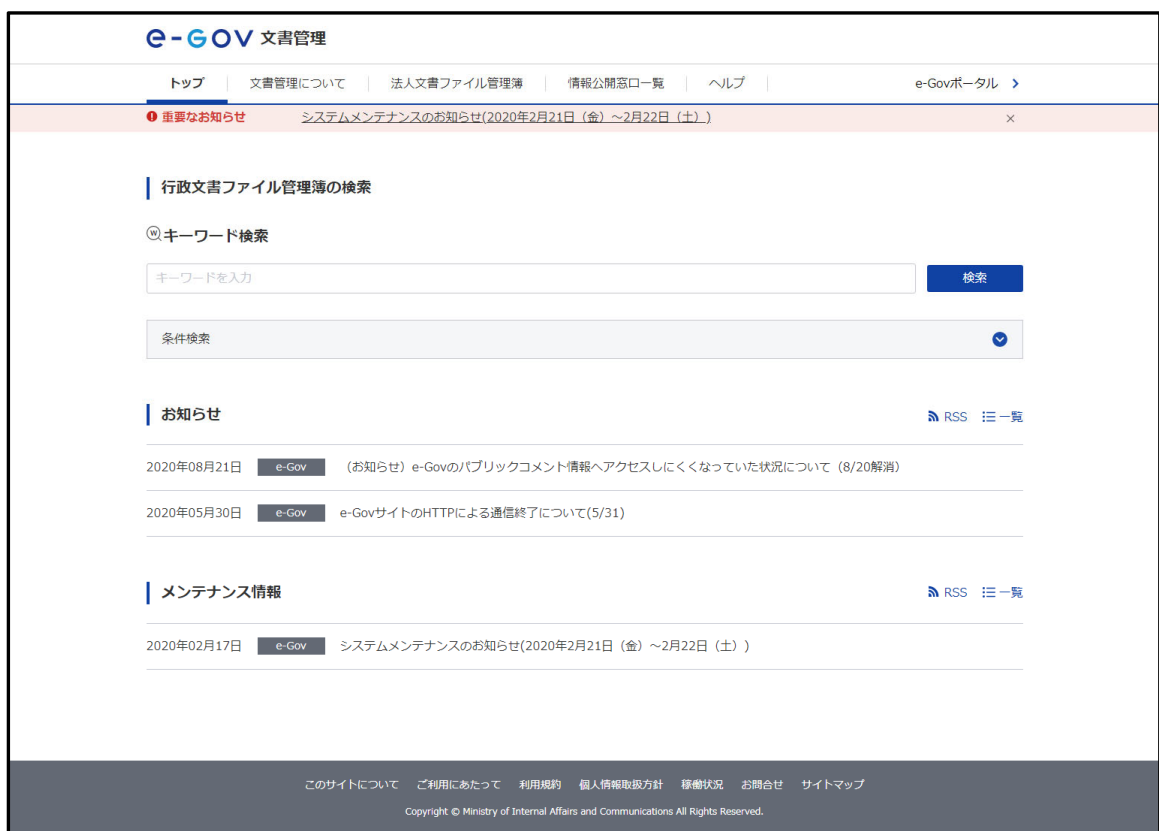 e-Gov 文書管理
トップ 文書管理について 法人文書ファイル管理簿 情報公開窓口一覧 ヘルプ e-Govポータル
重要なお知らせ システムメンテナンスのお知らせ(2020年2月21日（金）～2月22日（土）)
行政文書ファイル管理簿の検索
キーワード検索
キーワードを入力 検索
条件検索
お知らせ RSS 一覧
2020年08月21日 e-Gov （お知らせ）e-Govのパブリックコメント情報へアクセスしにくくなっていた状況について（8/20解消）
2020年05月30日 e-Gov e-GovサイトのHTTPによる通信終了について(5/31)
メンテナンス情報 RSS 一覧
2020年02月17日 e-Gov システムメンテナンスのお知らせ(2020年2月21日（金）～2月22日（土）)
このサイトについて ご利用にあたって 利用規約 個人情報取扱方針 稼働状況 お問合せ サイトマップ
Copyright © Ministry of Internal Affairs and Communications All Rights Reserved.